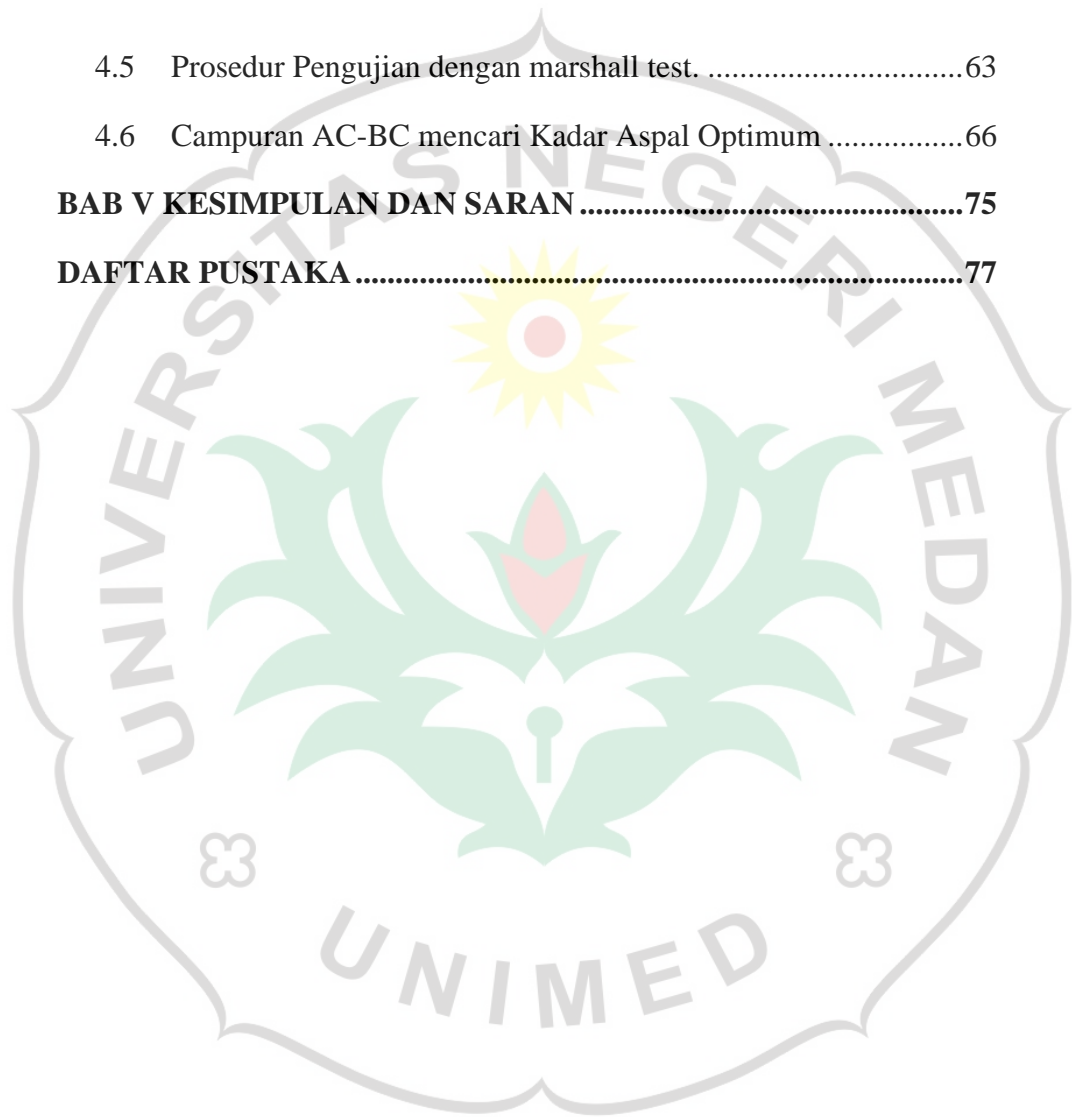 4.5 Prosedur Pengujian dengan marshall test. ................................63
4.6 Campuran AC-BC mencari Kadar Aspal Optimum .................66
BAB V KESIMPULAN DAN SARAN ................................................75
DAFTAR PUSTAKA ............................................................................77
UNIVERSITAS NEGERI MEDAN
UNIMED